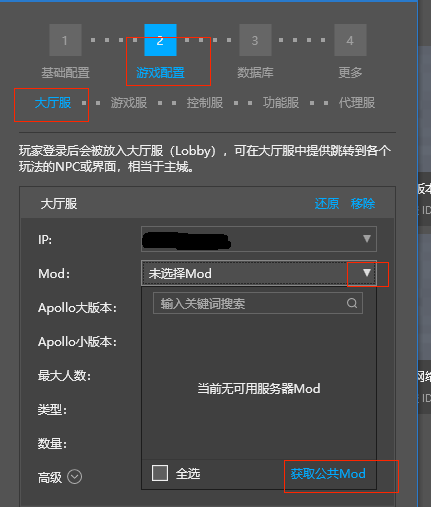 1 2 3 4
基础配置 游戏配置 数据库 更多
大厅服 游戏服 控制服 功能服 代理服
玩家登录后会被放入大厅服（Lobby），可在大厅服中提供跳转到各个
玩法的NPC或界面，相当于主城。
大厅服 还原 移除
IP:
Mod: 未选择Mod
Apollo大版本:
输入关键词搜索
Apollo小版本:
最大人数:
当前无可用服务器Mod
类型:
数量:
高级 全选 获取公共Mod
版本
ID
网络
ID